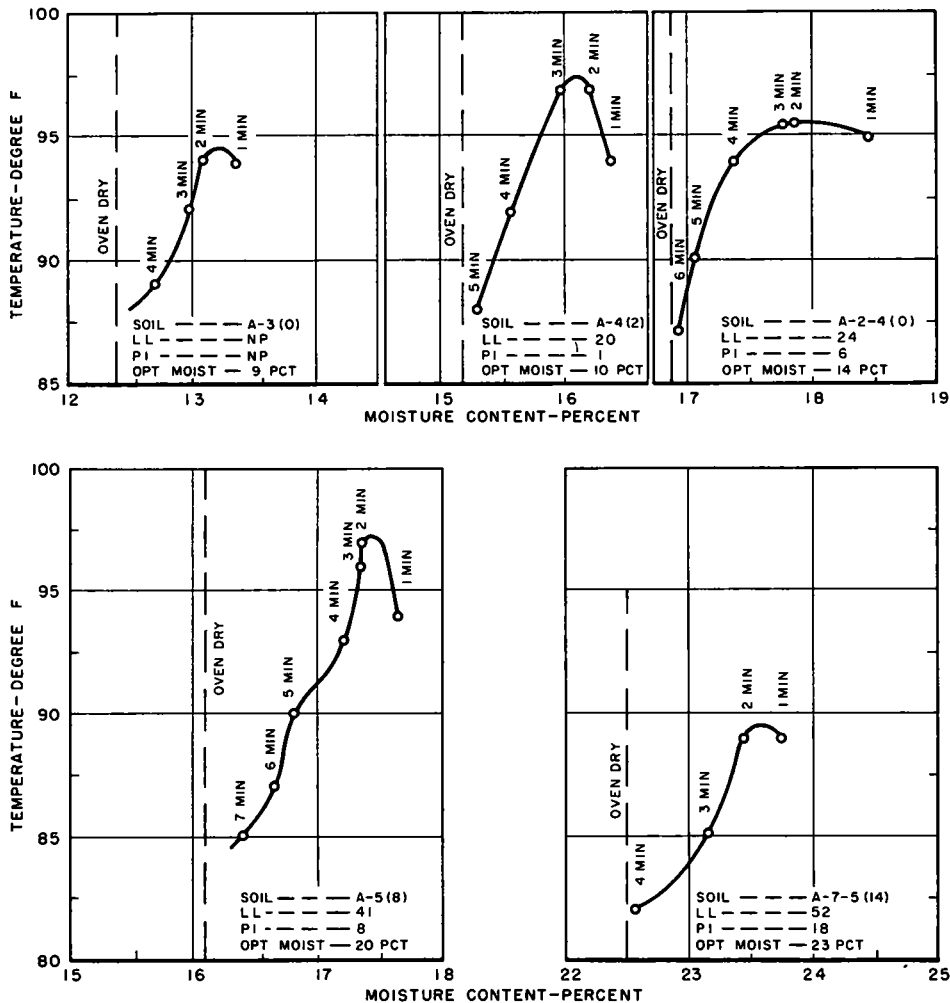 100
95
90
85
TEMPERATURE-DEGREE F
OVEN DRY
4 MIN
3 MIN
2 MIN
1 MIN
SOIL — — — — A-3 (0)
LL — — — — NP
PI — — — — NP
OPT MOIST — 9 PCT
12
13
14
OVEN DRY
5 MIN
4 MIN
3 MIN
2 MIN
1 MIN
SOIL — — — — A-4 (2)
LL — — — — 20
PI — — — — 1
OPT MOIST — 10 PCT
15
16
OVEN DRY
6 MIN
5 MIN
4 MIN
3 MIN
2 MIN
1 MIN
SOIL — — — — A-2-4 (0)
LL — — — — 24
PI — — — — 6
OPT MOIST — 14 PCT
17
18
19
MOISTURE CONTENT-PERCENT
100
95
90
85
80
TEMPERATURE-DEGREE F
OVEN DRY
7 MIN
6 MIN
5 MIN
4 MIN
3 MIN
2 MIN
1 MIN
SOIL — — — — A-5 (8)
LL — — — — 41
PI — — — — 8
OPT MOIST — 20 PCT
15
16
17
18
OVEN DRY
4 MIN
3 MIN
2 MIN
1 MIN
SOIL — — — — A-7-5 (14)
LL — — — — 52
PI — — — — 18
OPT MOIST — 23 PCT
22
23
24
25
MOISTURE CONTENT-PERCENT